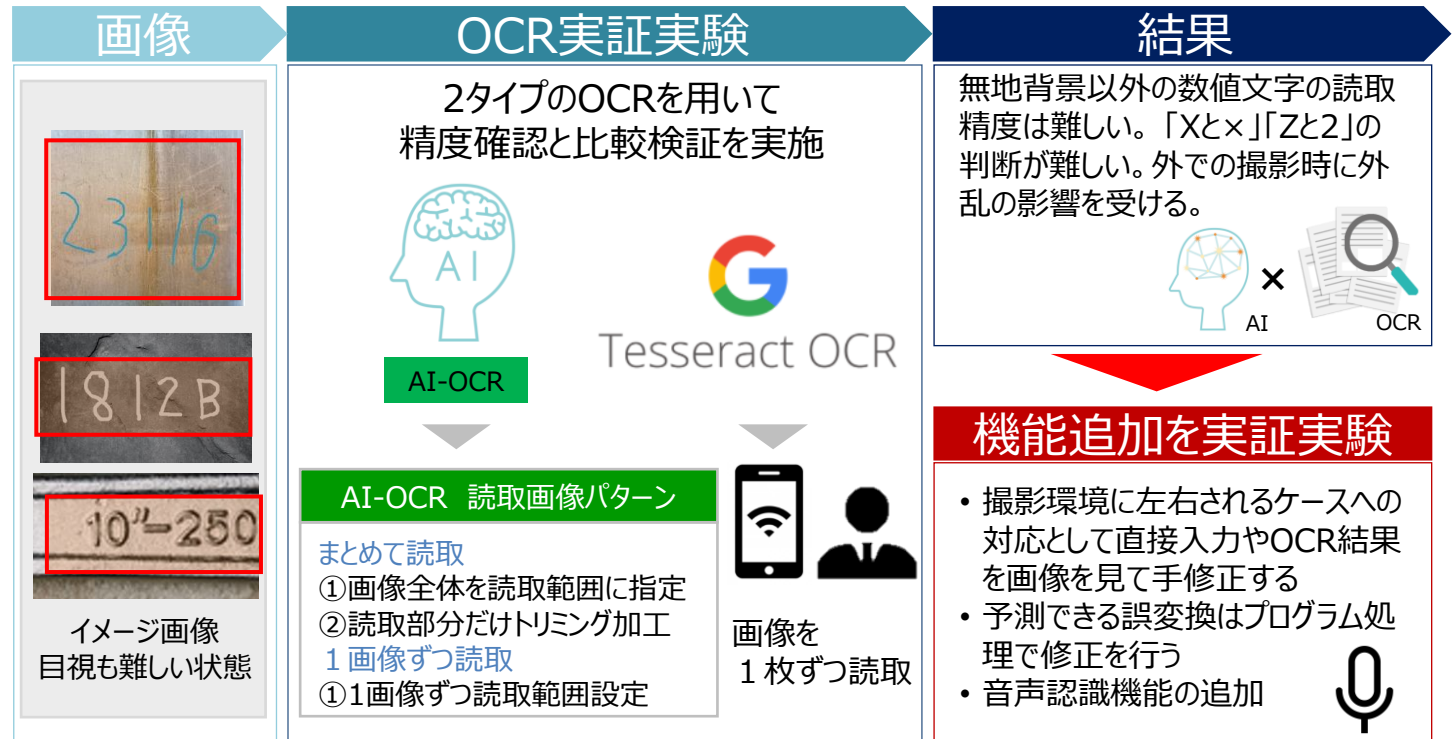 画像
23116
1812B
10"-250
イメージ画像
目視も難しい状態
OCR実証実験
2タイプのOCRを用いて
精度確認と比較検証を実施
AI
Tesseract OCR
AI-OCR
AI-OCR 読取画像パターン
まとめて読取
①画像全体を読取範囲に指定
②読取部分だけトリミング加工
１画像ずつ読取
①1画像ずつ読取範囲設定
画像を
１枚ずつ読取
結果
無地背景以外の数値文字の読取
精度は難しい。「Xと×」「Zと2」の
判断が難しい。外での撮影時に外
乱の影響を受ける。
×
AI
OCR
機能追加を実証実験
• 撮影環境に左右されるケースへの
対応として直接入力やOCR結果
を画像を見て手修正する
• 予測できる誤変換はプログラム処
理で修正を行う
• 音声認識機能の追加